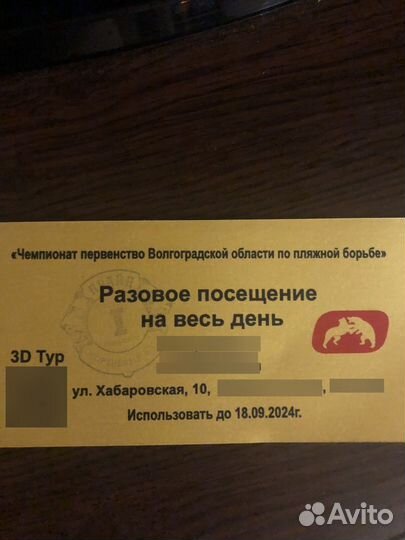 «Чемпионат первенство Волгоградской области по пляжной борьбе»
Разовое посещение
на весь день
3D Тур
ул. Хабаровская, 10,
Использовать до 18.09.2024г.
Avito